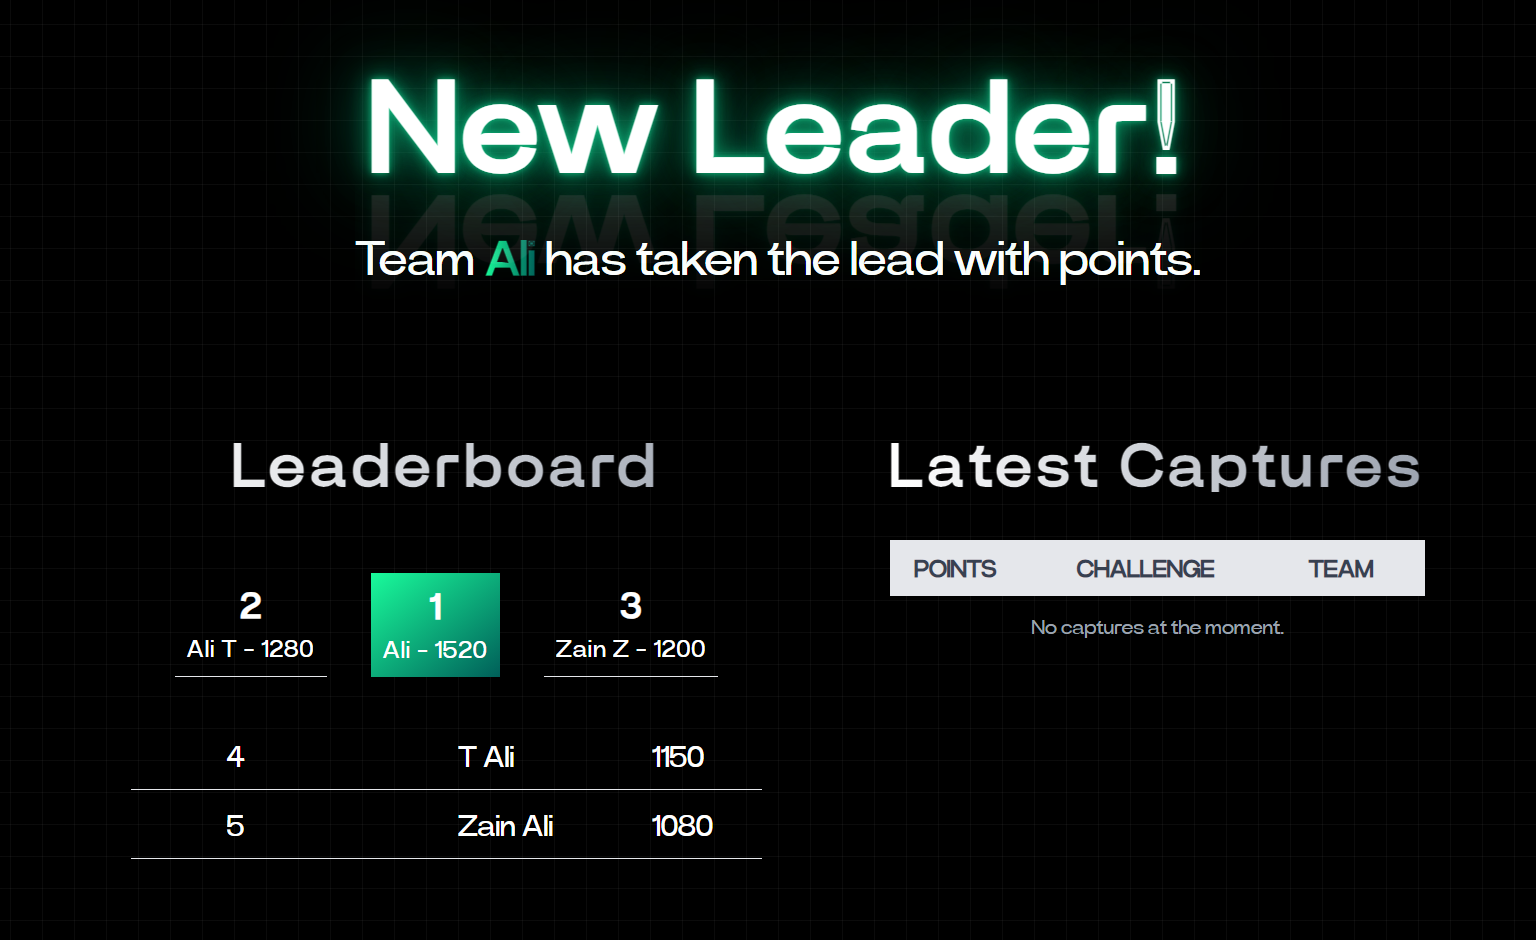 New Leader!
Team Ali has taken the lead with points.
Leaderboard
2
Ali T - 1280
1
Ali - 1520
3
Zain Z - 1200
4 T Ali 1150
5 Zain Ali 1080
Latest Captures
POINTS CHALLENGE TEAM
No captures at the moment.